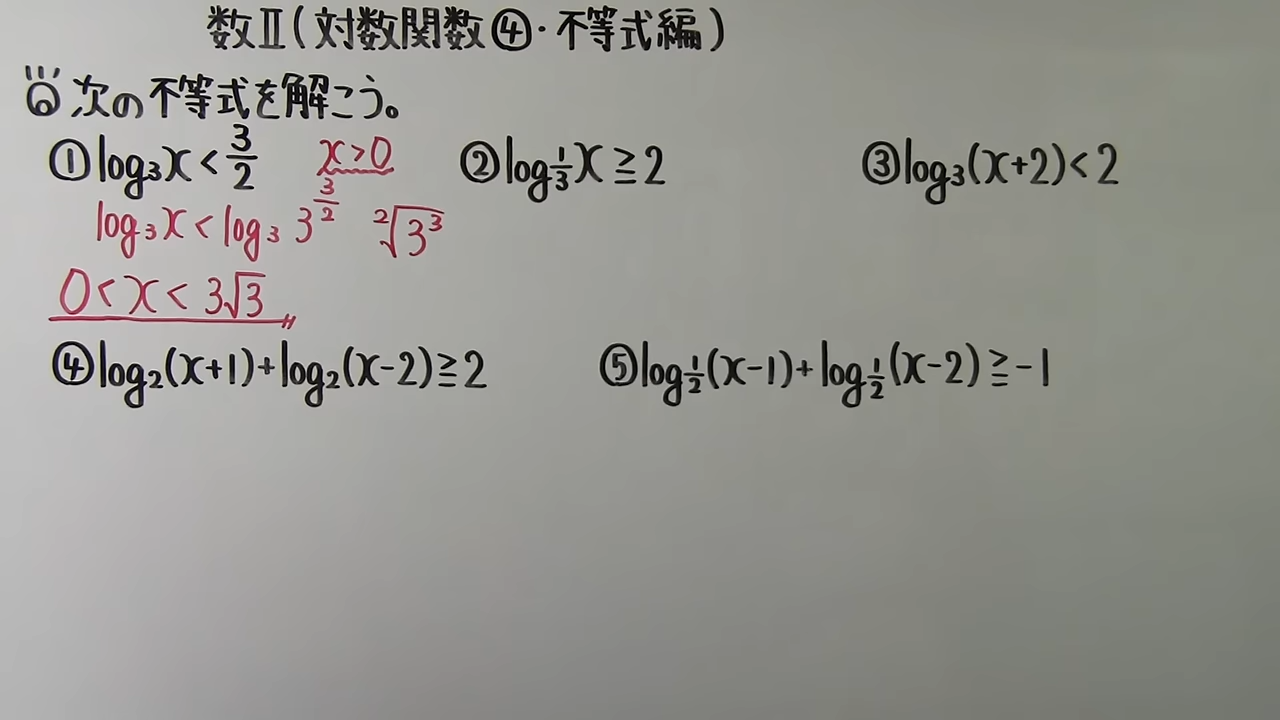 数Ⅱ(対数関数④・不等式編)
次の不等式を解こう。
①log₃x < 3/2  x>0  ②log_{1/3}x ≧ 2  ③log₃(x+2)< 2
log₃x < log₃ 3^{3/2}  ²√3³
0 < x < 3√3
④log₂(x+1)+log₂(x-2)≧2  ⑤log_{1/2}(x-1)+log_{1/2}(x-2) ≧ -1